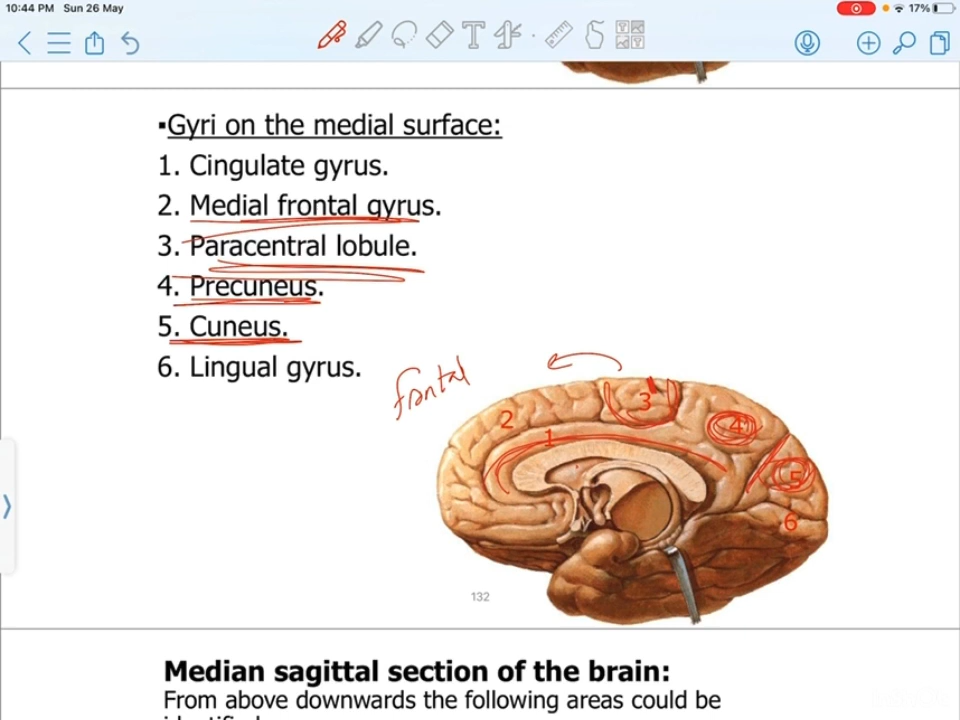 10:44 PM Sun 26 May
17%
▪Gyri on the medial surface:
1. Cingulate gyrus.
2. Medial frontal gyrus.
3. Paracentral lobule.
4. Precuneus.
5. Cuneus.
6. Lingual gyrus.
frontal
3
2
4
1
5
6
132
Median sagittal section of the brain:
From above downwards the following areas could be